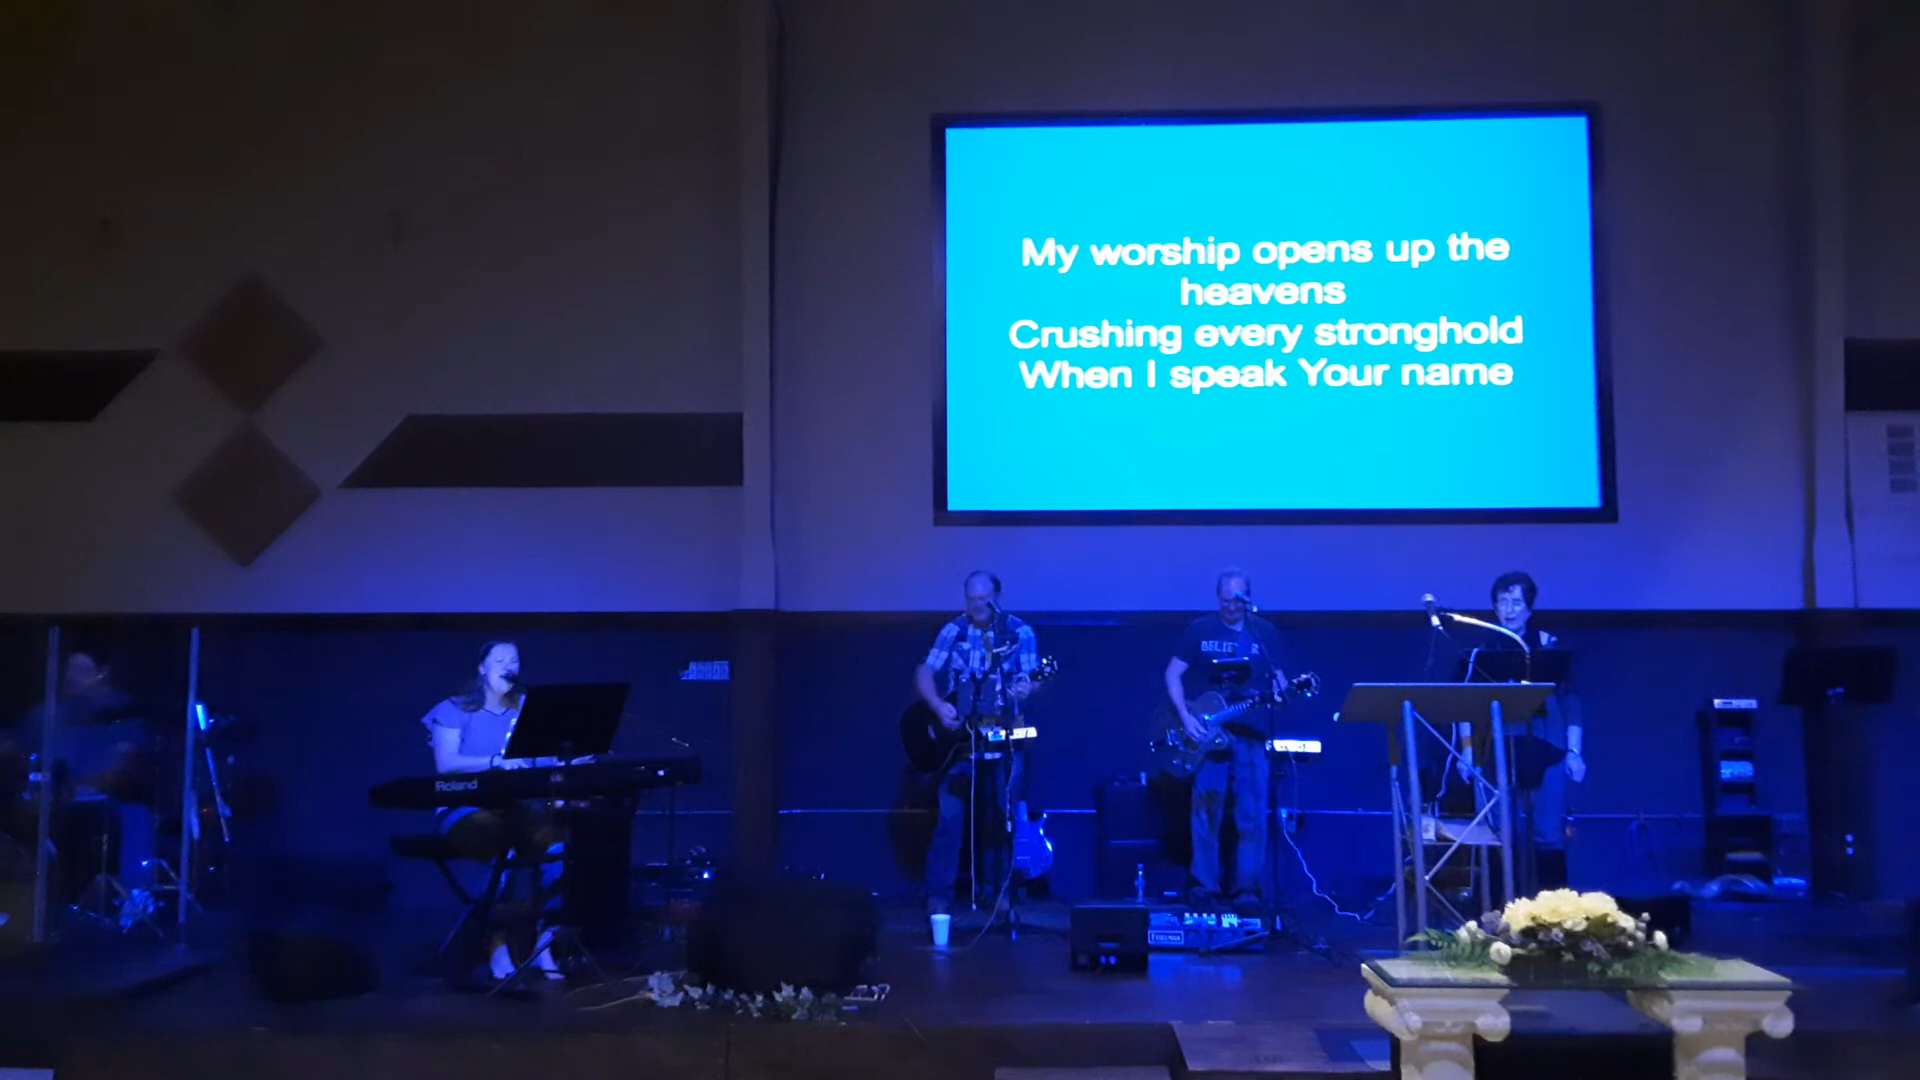 My worship opens up the
heavens
Crushing every stronghold
When I speak Your name
Roland